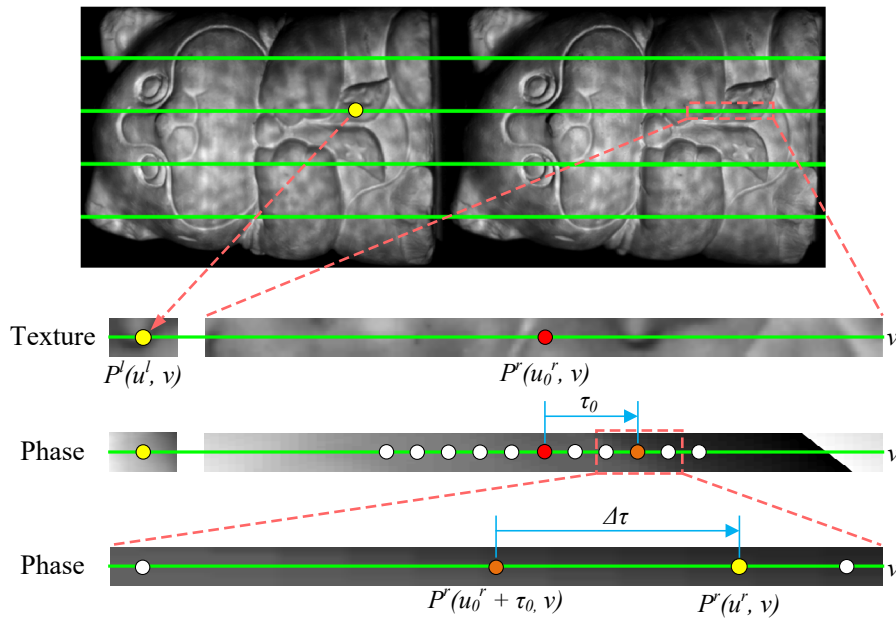 Texture v
P^l(u^l, v) P^r(u_0^r, v)
τ_0
Phase
Δτ
Phase v
P^r(u_0^r + τ_0, v) P^r(u^r, v)